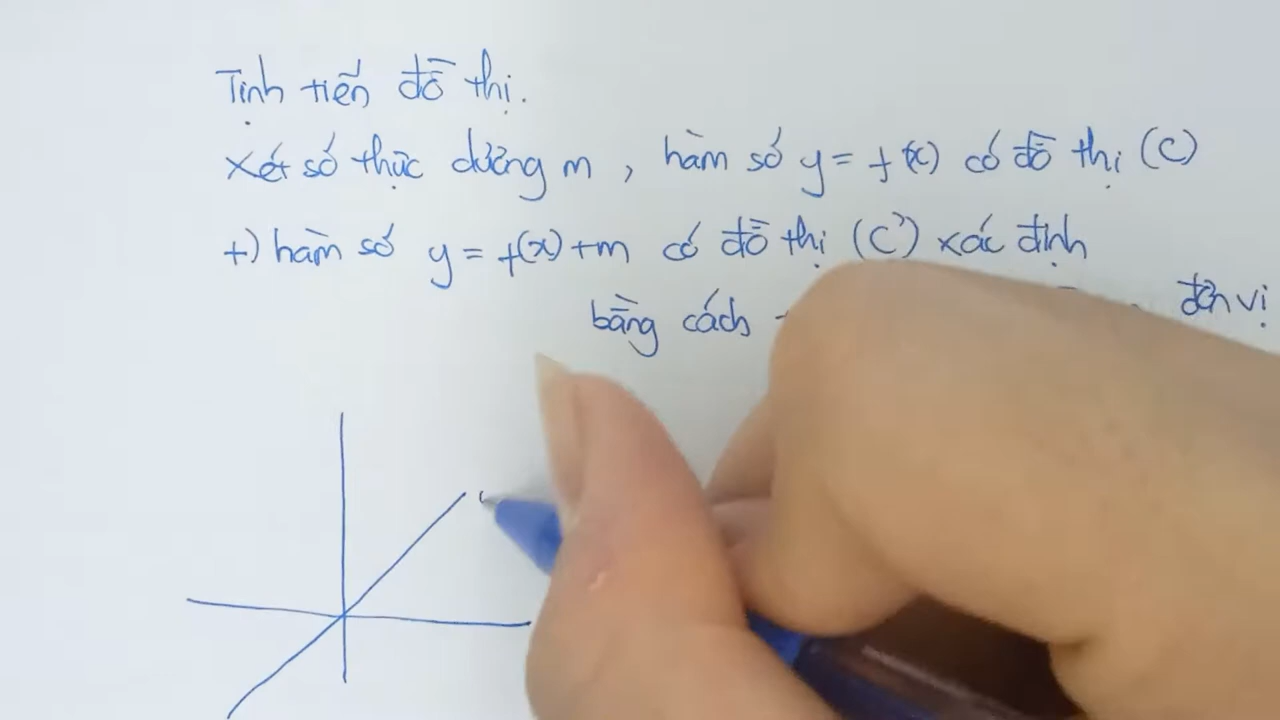 Tịnh tiến đồ thị.
Xét số thực dương m, hàm số y = f(x) có đồ thị (C)
+) hàm số y = f(x) + m có đồ thị (C') xác định
bằng cách đơn vị